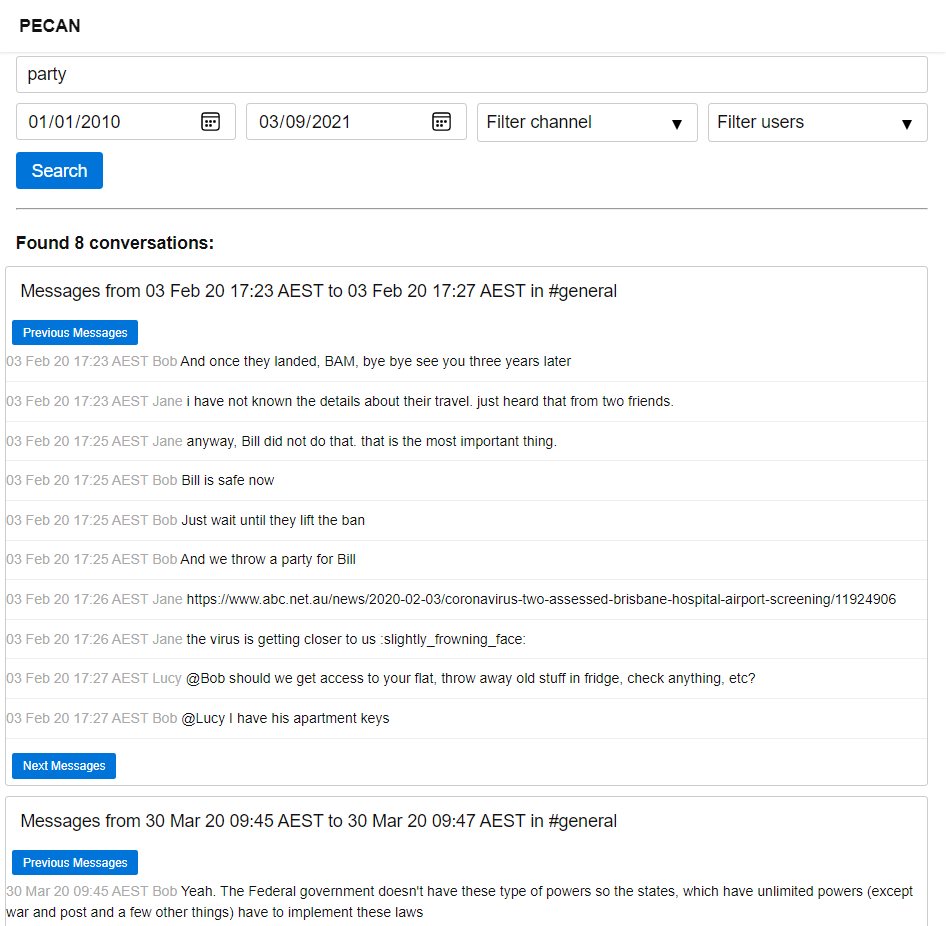 PECAN
party
01/01/2010
03/09/2021
Filter channel
Filter users
Search
Found 8 conversations:
Messages from 03 Feb 20 17:23 AEST to 03 Feb 20 17:27 AEST in #general
Previous Messages
03 Feb 20 17:23 AEST Bob And once they landed, BAM, bye bye see you three years later
03 Feb 20 17:23 AEST Jane i have not known the details about their travel. just heard that from two friends.
03 Feb 20 17:25 AEST Jane anyway, Bill did not do that. that is the most important thing.
03 Feb 20 17:25 AEST Bob Bill is safe now
03 Feb 20 17:25 AEST Bob Just wait until they lift the ban
03 Feb 20 17:25 AEST Bob And we throw a party for Bill
03 Feb 20 17:26 AEST Jane https://www.abc.net.au/news/2020-02-03/coronavirus-two-assessed-brisbane-hospital-airport-screening/11924906
03 Feb 20 17:26 AEST Jane the virus is getting closer to us :slightly_frowning_face:
03 Feb 20 17:27 AEST Lucy @Bob should we get access to your flat, throw away old stuff in fridge, check anything, etc?
03 Feb 20 17:27 AEST Bob @Lucy I have his apartment keys
Next Messages
Messages from 30 Mar 20 09:45 AEST to 30 Mar 20 09:47 AEST in #general
Previous Messages
30 Mar 20 09:45 AEST Bob Yeah. The Federal government doesn't have these type of powers so the states, which have unlimited powers (except
war and post and a few other things) have to implement these laws